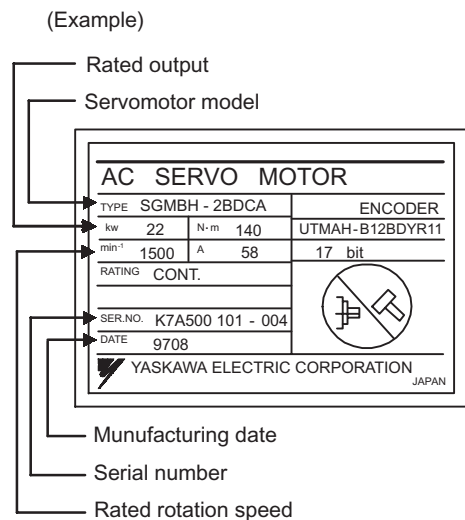 (Example)
Rated output
Servomotor model
AC SERVO MOTOR
TYPE SGMBH - 2BDCA
ENCODER
kw 22 N·m 140 UTMAH-B12BDYR11
min-1 1500 A 58 17 bit
RATING CONT.
SER.NO. K7A500 101 - 004
DATE 9708
YASKAWA ELECTRIC CORPORATION
JAPAN
Munufacturing date
Serial number
Rated rotation speed